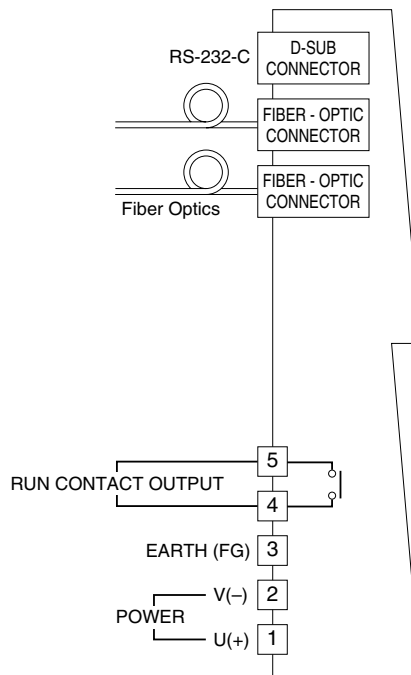 RS-232-C
D-SUB
CONNECTOR
FIBER - OPTIC
CONNECTOR
FIBER - OPTIC
CONNECTOR
Fiber Optics
5
RUN CONTACT OUTPUT
4
EARTH (FG)
3
V(–)
2
POWER
U(+)
1